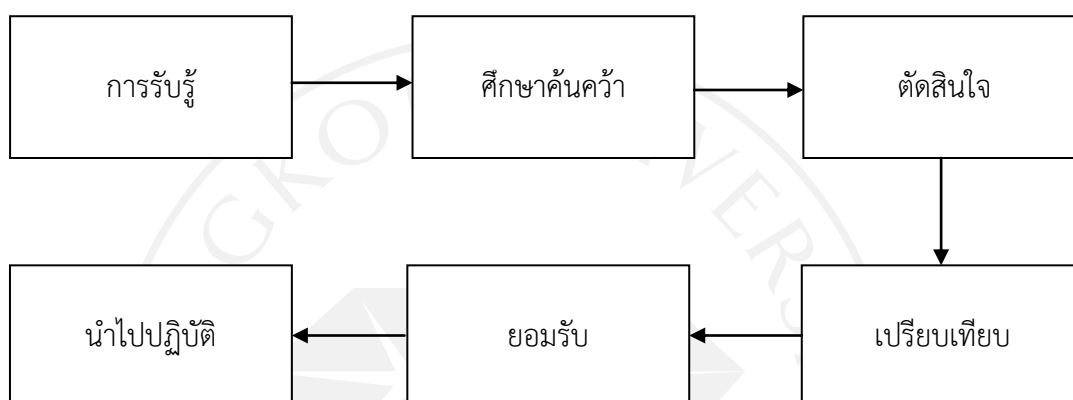 การรับรู้
ศึกษาค้นคว้า
ตัดสินใจ
เปรียบเทียบ
ยอมรับ
นำไปปฏิบัติ